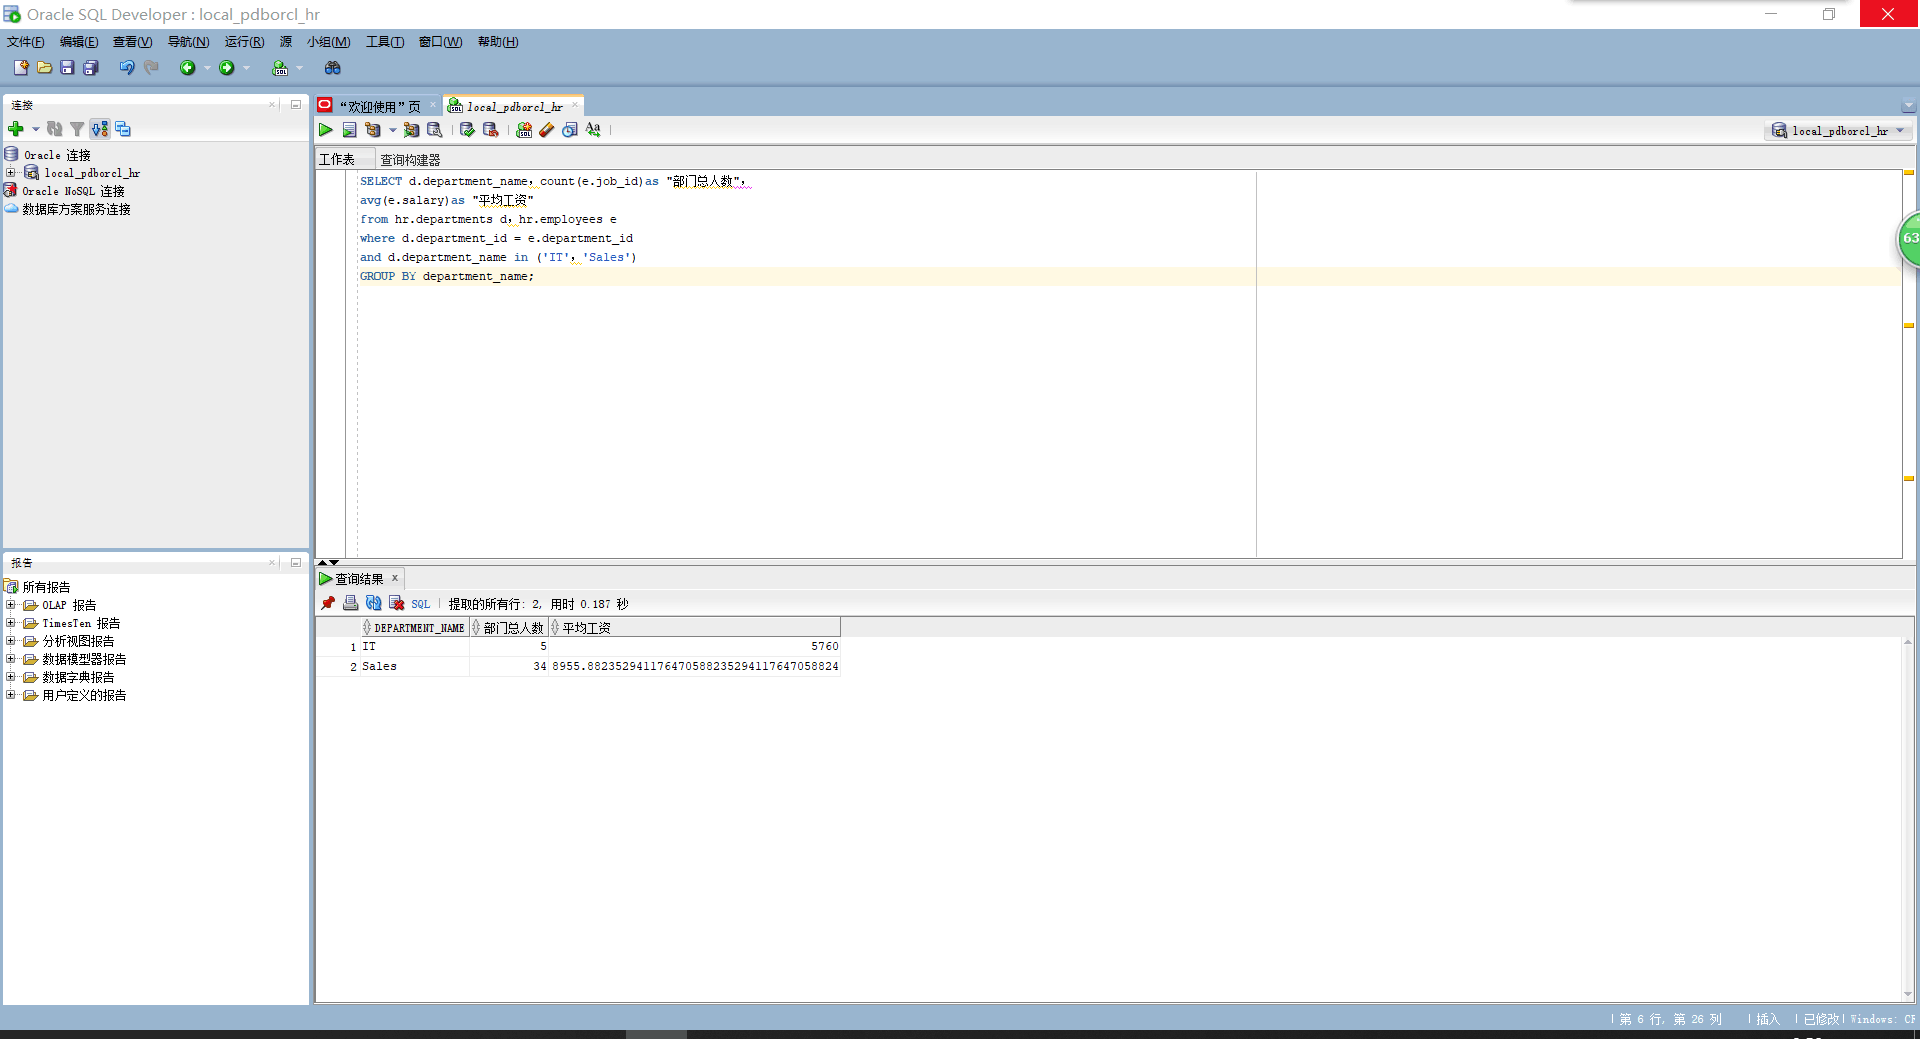 Oracle SQL Developer : local_pdborcl_hr
文件(F) 编辑(E) 查看(V) 导航(N) 运行(R) 源 小组(M) 工具(T) 窗口(W) 帮助(H)
连接
Oracle 连接
local_pdborcl_hr
Oracle NoSQL 连接
数据库方案服务连接
报告
所有报告
OLAP 报告
TimesTen 报告
分析视图报告
数据模型器报告
数据字典报告
用户定义的报告
“欢迎使用”页 local_pdborcl_hr
local_pdborcl_hr
工作表 查询构建器
SELECT d.department_name，count(e.job_id)as "部门总人数"，
avg(e.salary)as "平均工资"
from hr.departments d，hr.employees e
where d.department_id = e.department_id
and d.department_name in ('IT'，'Sales')
GROUP BY department_name;
63
查询结果
SQL | 提取的所有行: 2, 用时 0.187 秒
DEPARTMENT_NAME 部门总人数 平均工资
1 IT 5 5760
2 Sales 34 8955.88235294117647058823529411764705882​4
第 6 行, 第 26 列 | 插入 | 已修改 | Windows: CF